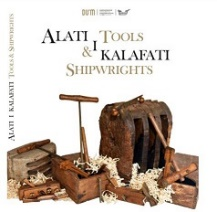 ALATI I KALAFATI TOOLS & SHIPWRIGHTS
ALATI TOOLS
I
& KALAFATI
SHIPWRIGHTS